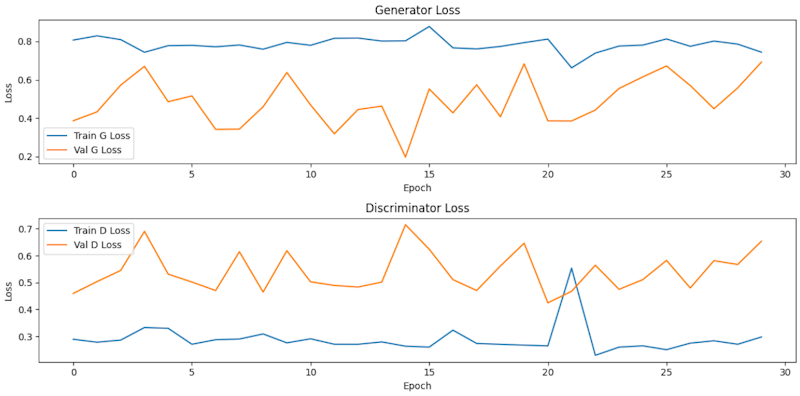 Generator Loss
0.8
0.6
0.4
0.2
Loss
Train G Loss
Val G Loss
0 5 10 15 20 25 30
Epoch
Discriminator Loss
0.7
0.6
0.5
0.4
0.3
Loss
Train D Loss
Val D Loss
0 5 10 15 20 25 30
Epoch